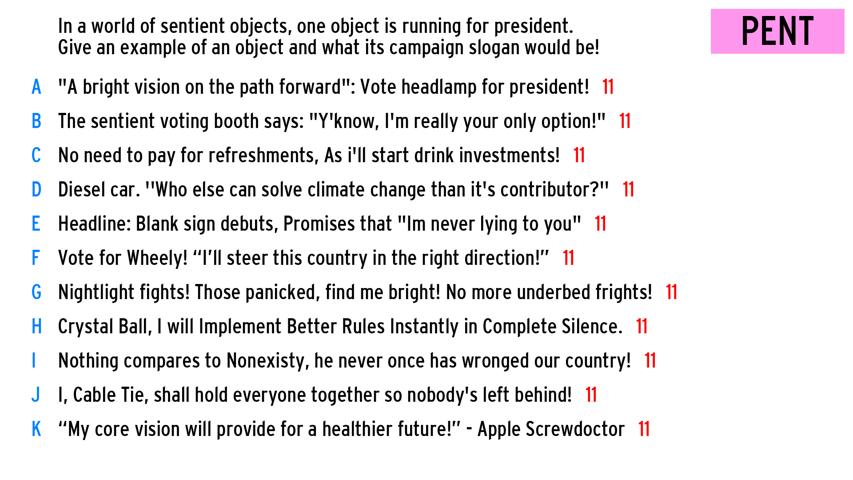 In a world of sentient objects, one object is running for president.
Give an example of an object and what its campaign slogan would be!
PENT
A "A bright vision on the path forward": Vote headlamp for president! 11
B The sentient voting booth says: "Y'know, I'm really your only option!" 11
C No need to pay for refreshments, As i'll start drink investments! 11
D Diesel car. ''Who else can solve climate change than it's contributor?'' 11
E Headline: Blank sign debuts, Promises that "Im never lying to you" 11
F Vote for Wheely! “I’ll steer this country in the right direction!” 11
G Nightlight fights! Those panicked, find me bright! No more underbed frights! 11
H Crystal Ball, I will Implement Better Rules Instantly in Complete Silence. 11
I Nothing compares to Nonexisty, he never once has wronged our country! 11
J I, Cable Tie, shall hold everyone together so nobody's left behind! 11
K “My core vision will provide for a healthier future!” - Apple Screwdoctor 11